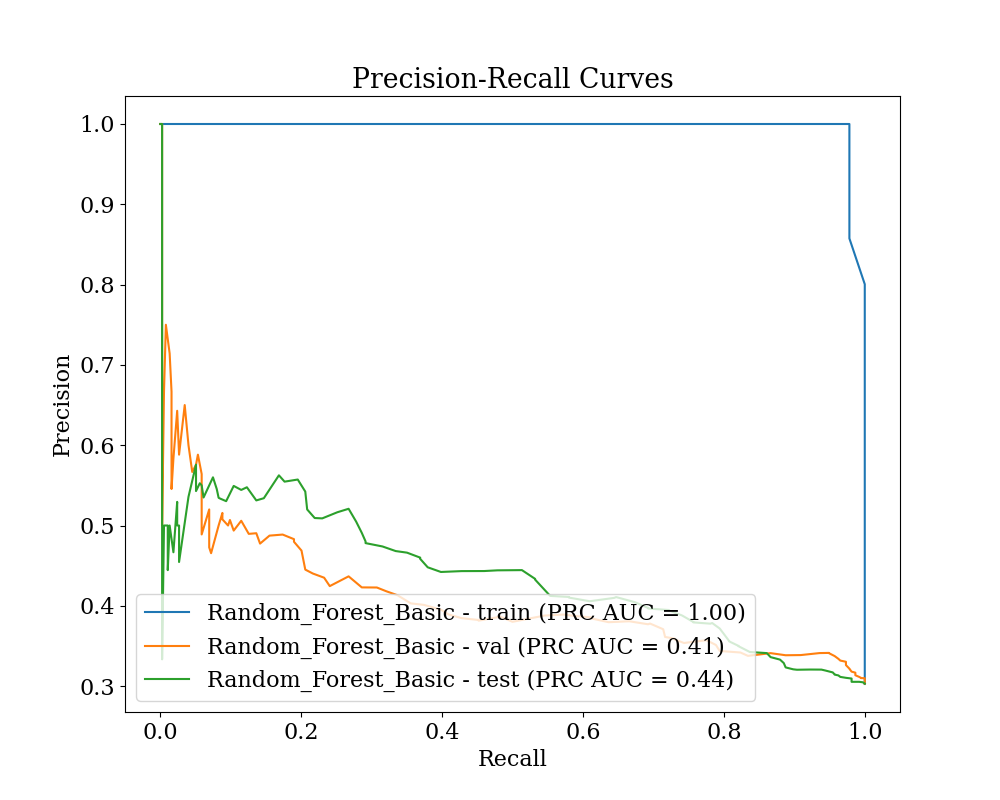 Precision-Recall Curves
1.0
0.9
0.8
0.7
0.6
0.5
0.4
0.3
Precision
Random_Forest_Basic - train (PRC AUC = 1.00)
Random_Forest_Basic - val (PRC AUC = 0.41)
Random_Forest_Basic - test (PRC AUC = 0.44)
0.0 0.2 0.4 0.6 0.8 1.0
Recall